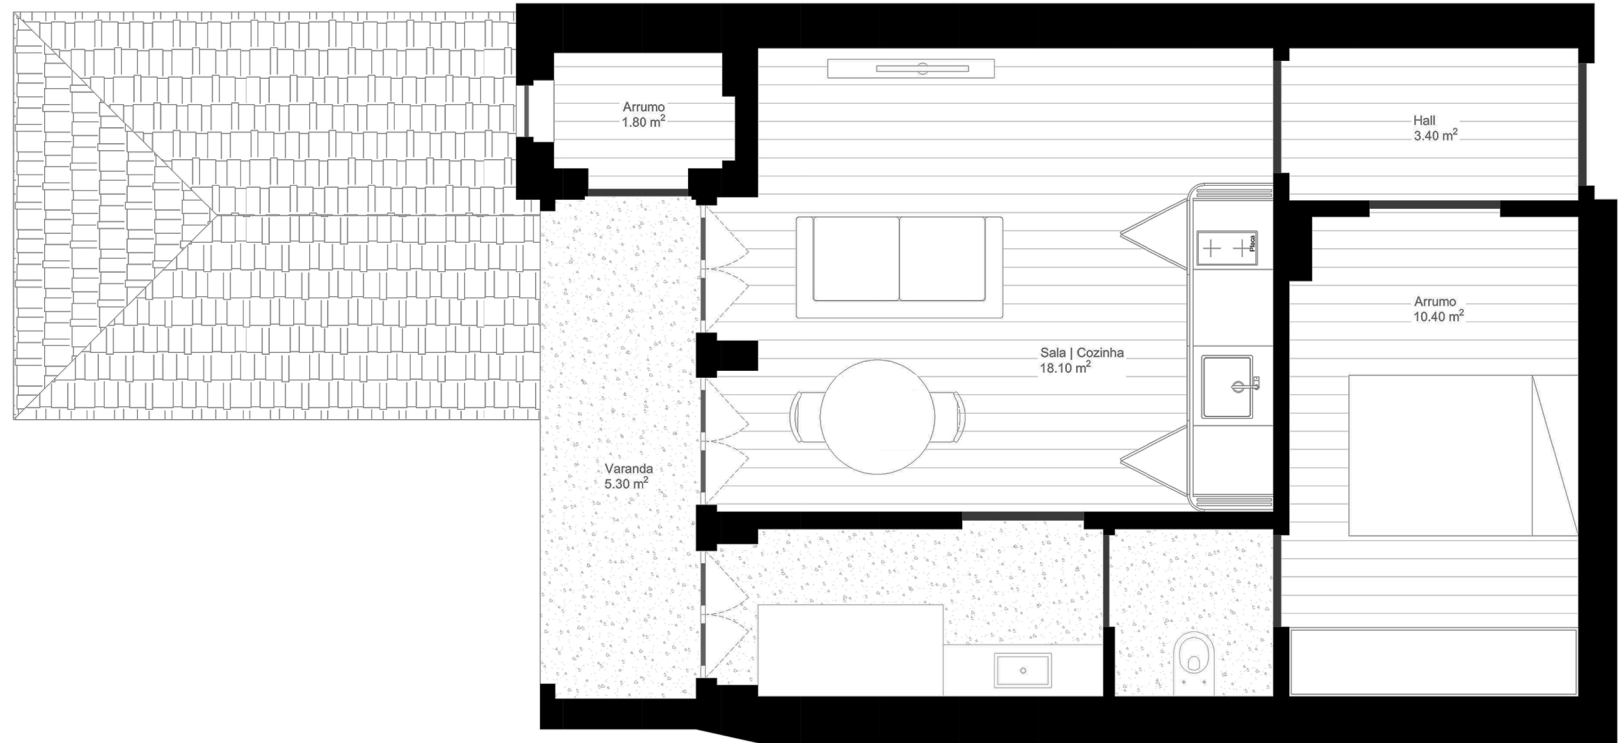 Arrumo
1.80 m²
Hall
3.40 m²
Placa
Arrumo
10.40 m²
Sala | Cozinha
18.10 m²
Varanda
5.30 m²